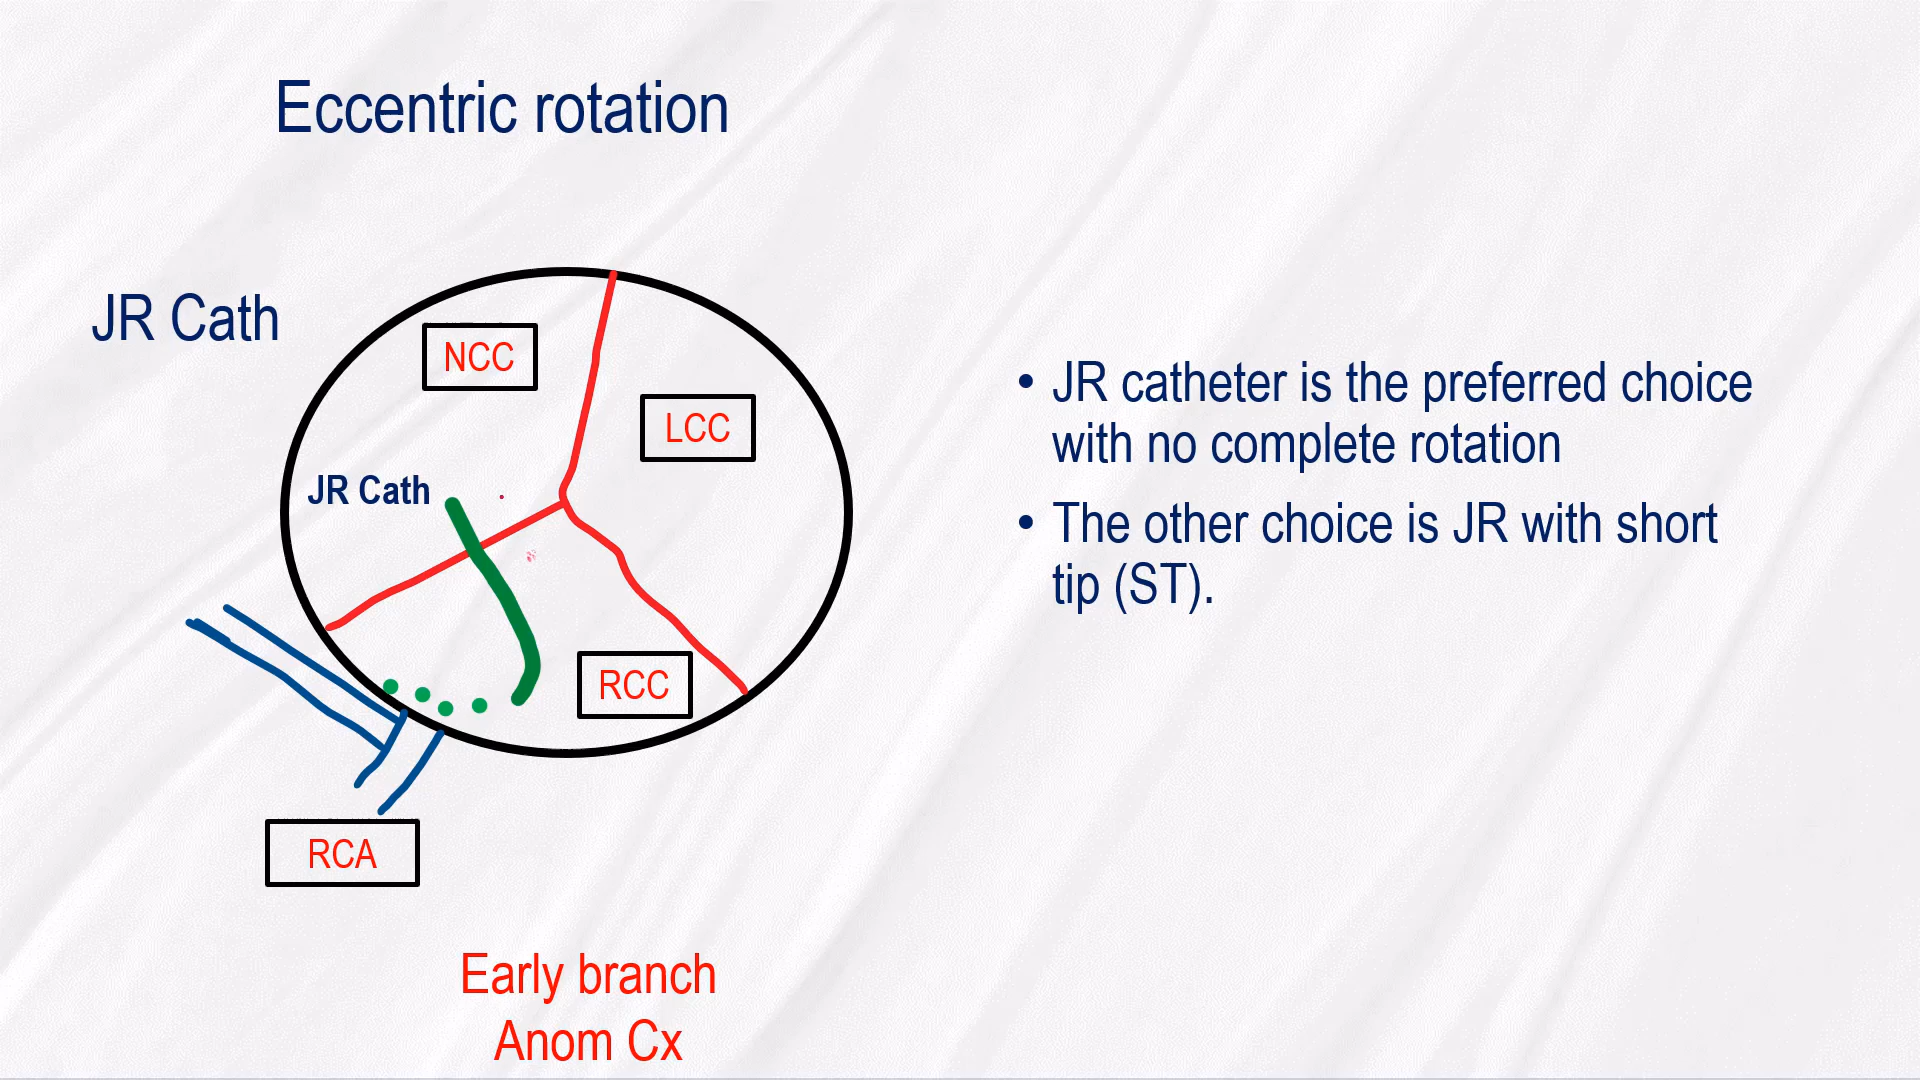 Eccentric rotation
JR Cath
NCC
LCC
JR Cath
RCC
RCA
Early branch
Anom Cx
• JR catheter is the preferred choice
with no complete rotation
• The other choice is JR with short
tip (ST).